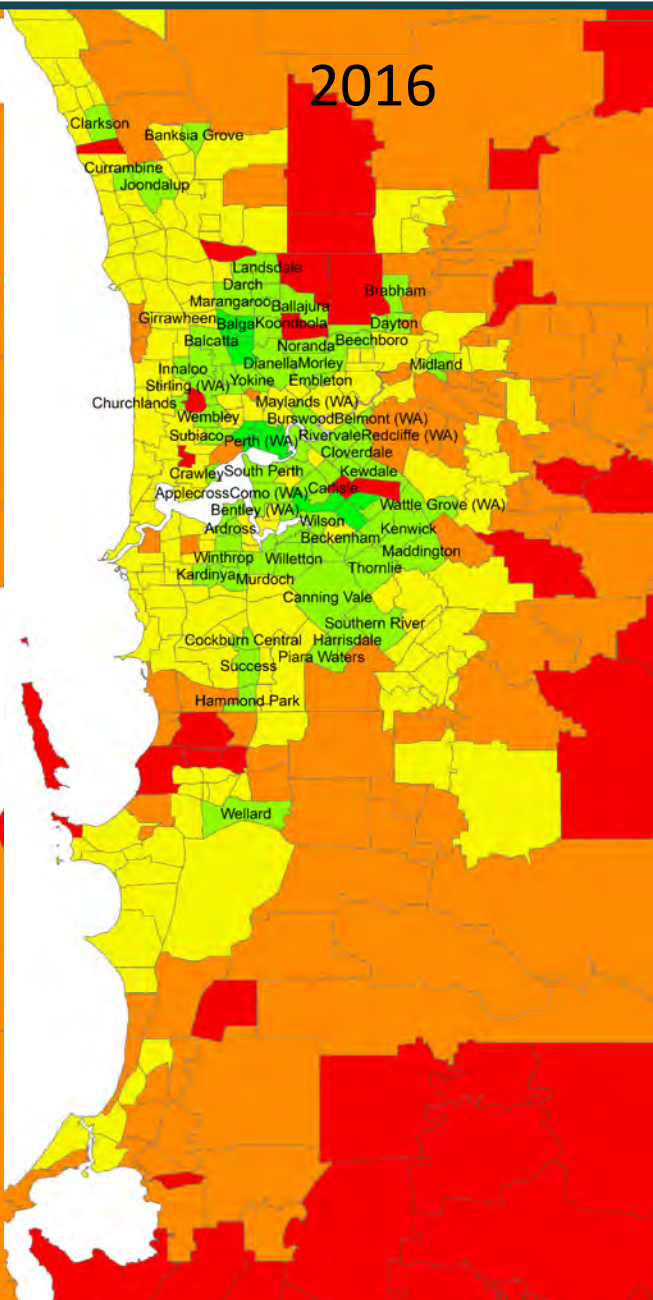 2016
Clarkson
Banksia Grove
Currambine
Joondalup
Landsdale
Darch
Brabham
Marangaroo
Ballajura
Girrawheen
Balga
Koondoola
Dayton
Balcatta
Noranda
Beechboro
Dianella
Morley
Midland
Innaloo
Stirling (WA)
Yokine
Embleton
Churchlands
Maylands (WA)
Wembley
Burswood
Belmont (WA)
Subiaco
Perth (WA)
Rivervale
Redcliffe (WA)
Cloverdale
Crawley
South Perth
Kewdale
Applecross
Como (WA)
Carlisle
Wattle Grove (WA)
Bentley (WA)
Wilson
Ardross
Kenwick
Beckenham
Maddington
Winthrop
Willetton
Thornlie
Kardinya
Murdoch
Canning Vale
Southern River
Cockburn Central
Harrisdale
Piara Waters
Success
Hammond Park
Wellard